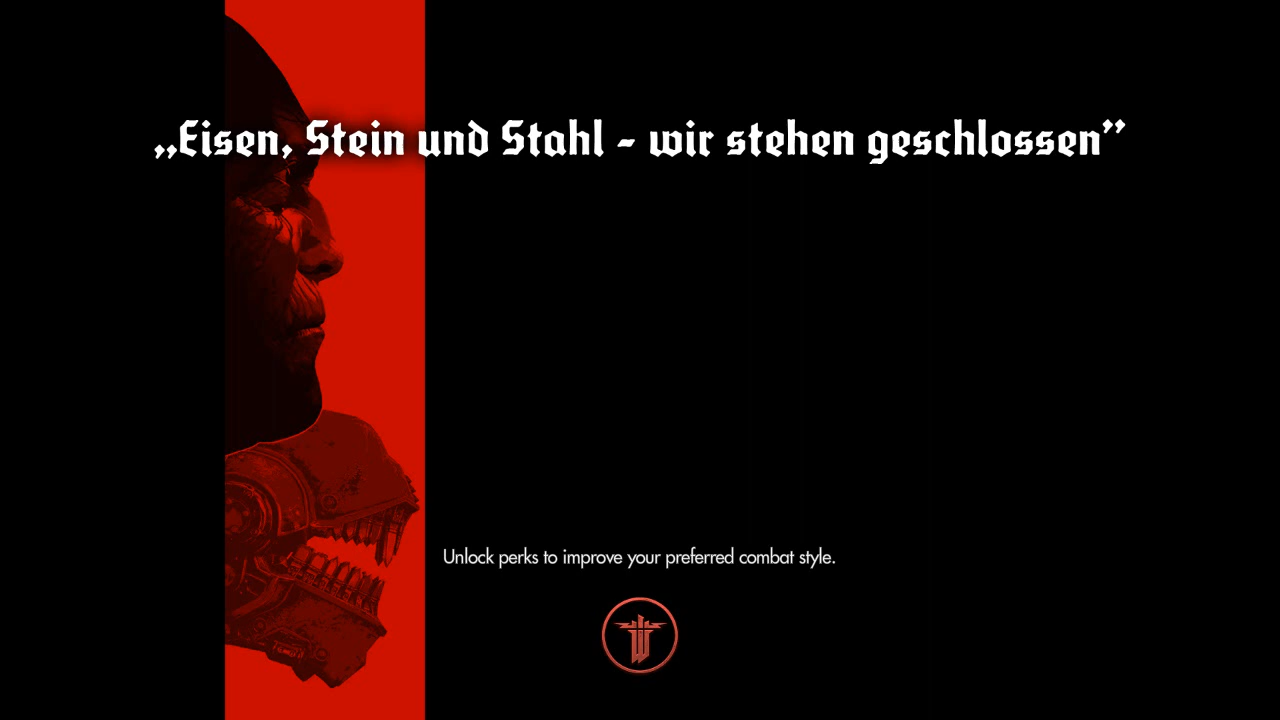 „Eisen, Stein und Stahl - wir stehen geschlossen”
Unlock perks to improve your preferred combat style.